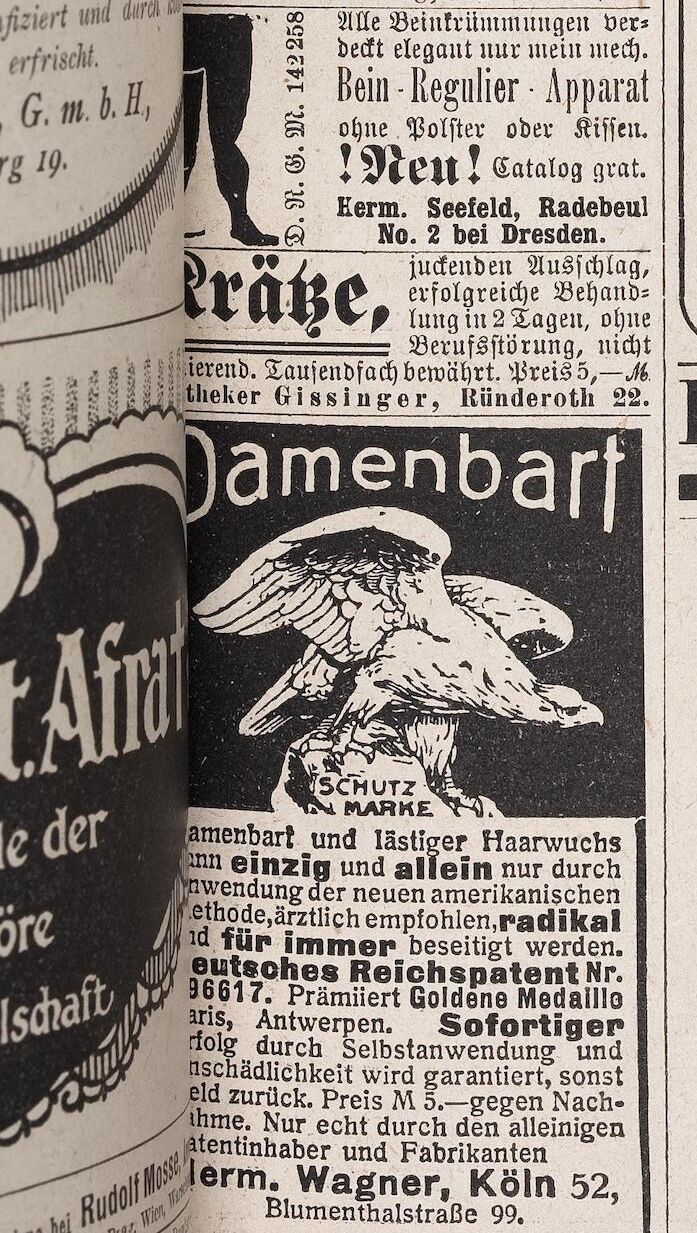 fiziert und durch
erfrischt.
G. m. b. H,
rg 19.
t. Afra
le der
öre
lschaft
bei Rudolf Mosse,
Prag, Wien,
D. R. G. M. 142258
Alle Beinkrümmungen ver-
deckt elegant nur mein mech.
Bein-Regulier-Apparat
ohne Polster oder Kissen.
!Neu! Catalog grat.
Herm. Seefeld, Radebeul
No. 2 bei Dresden.
Krätze,
juckenden Ausschlag,
erfolgreiche Behand-
lung in 2 Tagen, ohne
Berufsstörung, nicht
ierend. Tausendfach bewährt. Preis 5,— M.
theker Gissinger, Ründeroth 22.
Damenbart
SCHUTZ
MARKE
amenbart und lästiger Haarwuchs
ann einzig und allein nur durch
nwendung der neuen amerikanischen
ethode, ärztlich empfohlen, radikal
nd für immer beseitigt werden.
eutsches Reichspatent Nr.
96617. Prämiiert Goldene Medaille
aris, Antwerpen. Sofortiger
rfolg durch Selbstanwendung und
nschädlichkeit wird garantiert, sonst
eld zurück. Preis M 5.—gegen Nach-
ahme. Nur echt durch den alleinigen
atentinhaber und Fabrikanten
Herm. Wagner, Köln 52,
Blumenthalstraße 99.